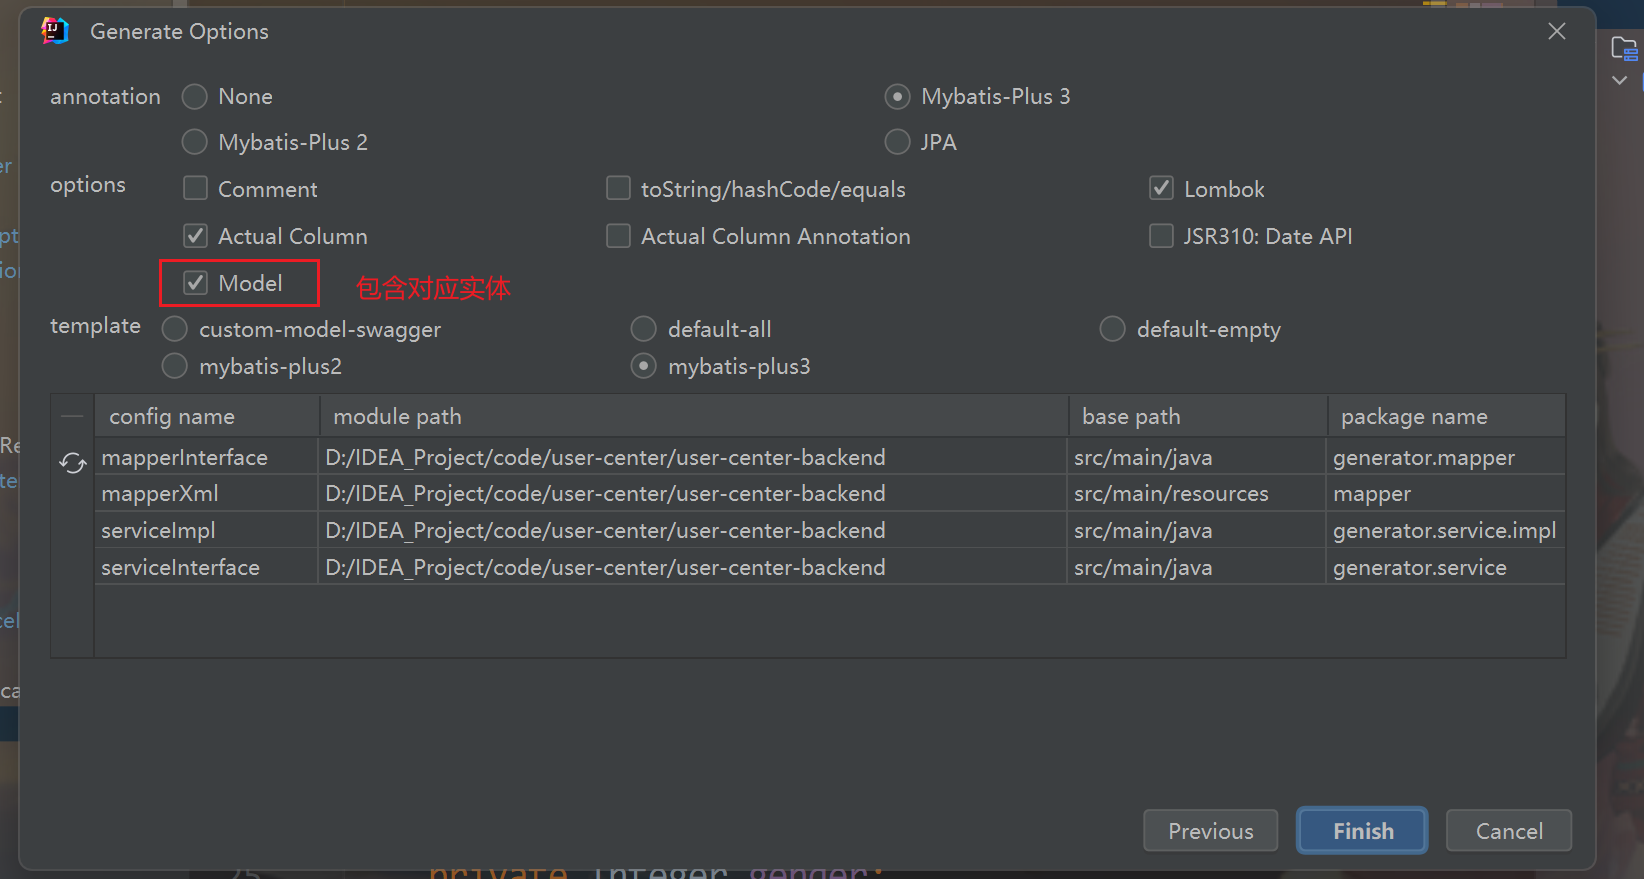 Generate Options
annotation None Mybatis-Plus 3
Mybatis-Plus 2 JPA
options Comment toString/hashCode/equals Lombok
Actual Column Actual Column Annotation JSR310: Date API
Model 包含对应实体
template custom-model-swagger default-all default-empty
mybatis-plus2 mybatis-plus3
config name module path base path package name
mapperInterface D:/IDEA_Project/code/user-center/user-center-backend src/main/java generator.mapper
mapperXml D:/IDEA_Project/code/user-center/user-center-backend src/main/resources mapper
serviceImpl D:/IDEA_Project/code/user-center/user-center-backend src/main/java generator.service.impl
serviceInterface D:/IDEA_Project/code/user-center/user-center-backend src/main/java generator.service
Previous Finish Cancel
25 private Integer gender;